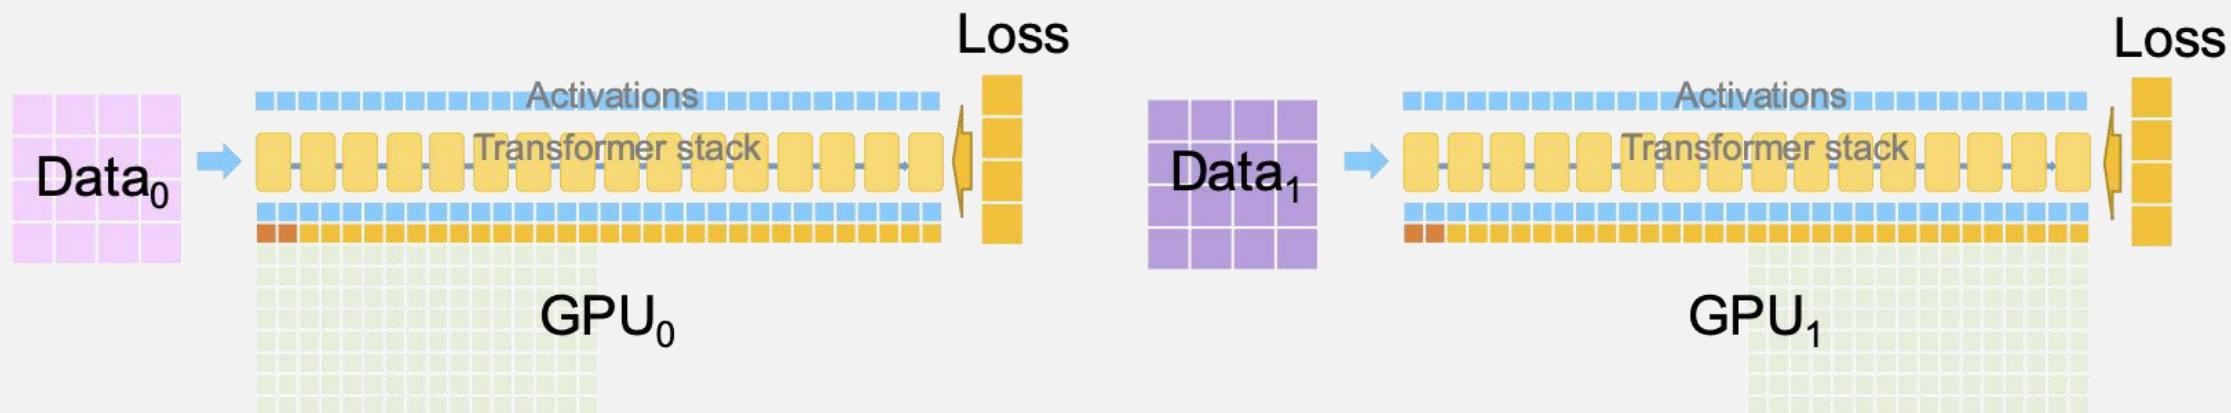 Loss
Activations
Transformer stack
Data₀
GPU₀
Loss
Activations
Transformer stack
Data₁
GPU₁